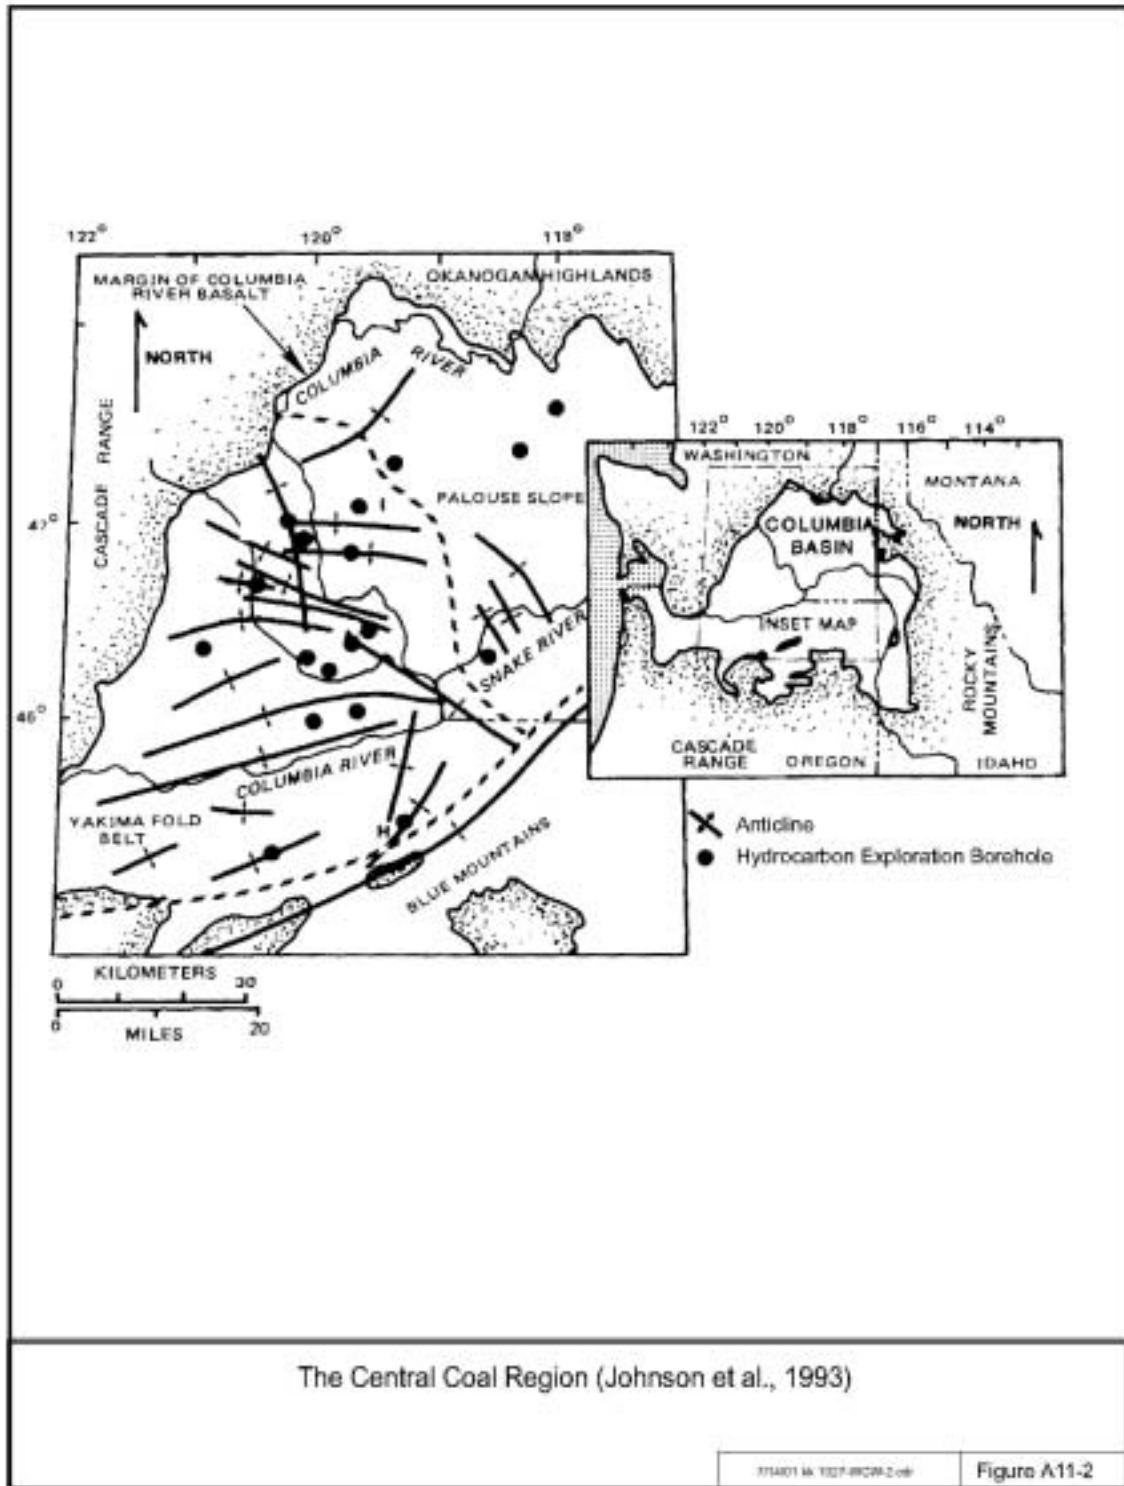 122°
120°
118°
MARGIN OF COLUMBIA
RIVER BASALT
OKANOGAN HIGHLANDS
NORTH
COLUMBIA RIVER
CASCADE RANGE
PALOUSE SLOPE
47°
46°
SNAKE RIVER
COLUMBIA RIVER
YAKIMA FOLD
BELT
H
BLUE MOUNTAINS
KILOMETERS
0 30
0 20
MILES
122° 120° 118° 116° 114°
WASHINGTON
MONTANA
COLUMBIA
BASIN
NORTH
INSET MAP
ROCKY
MOUNTAINS
CASCADE
RANGE
OREGON
IDAHO
Anticline
Hydrocarbon Exploration Borehole
The Central Coal Region (Johnson et al., 1993)
Figure A11-2